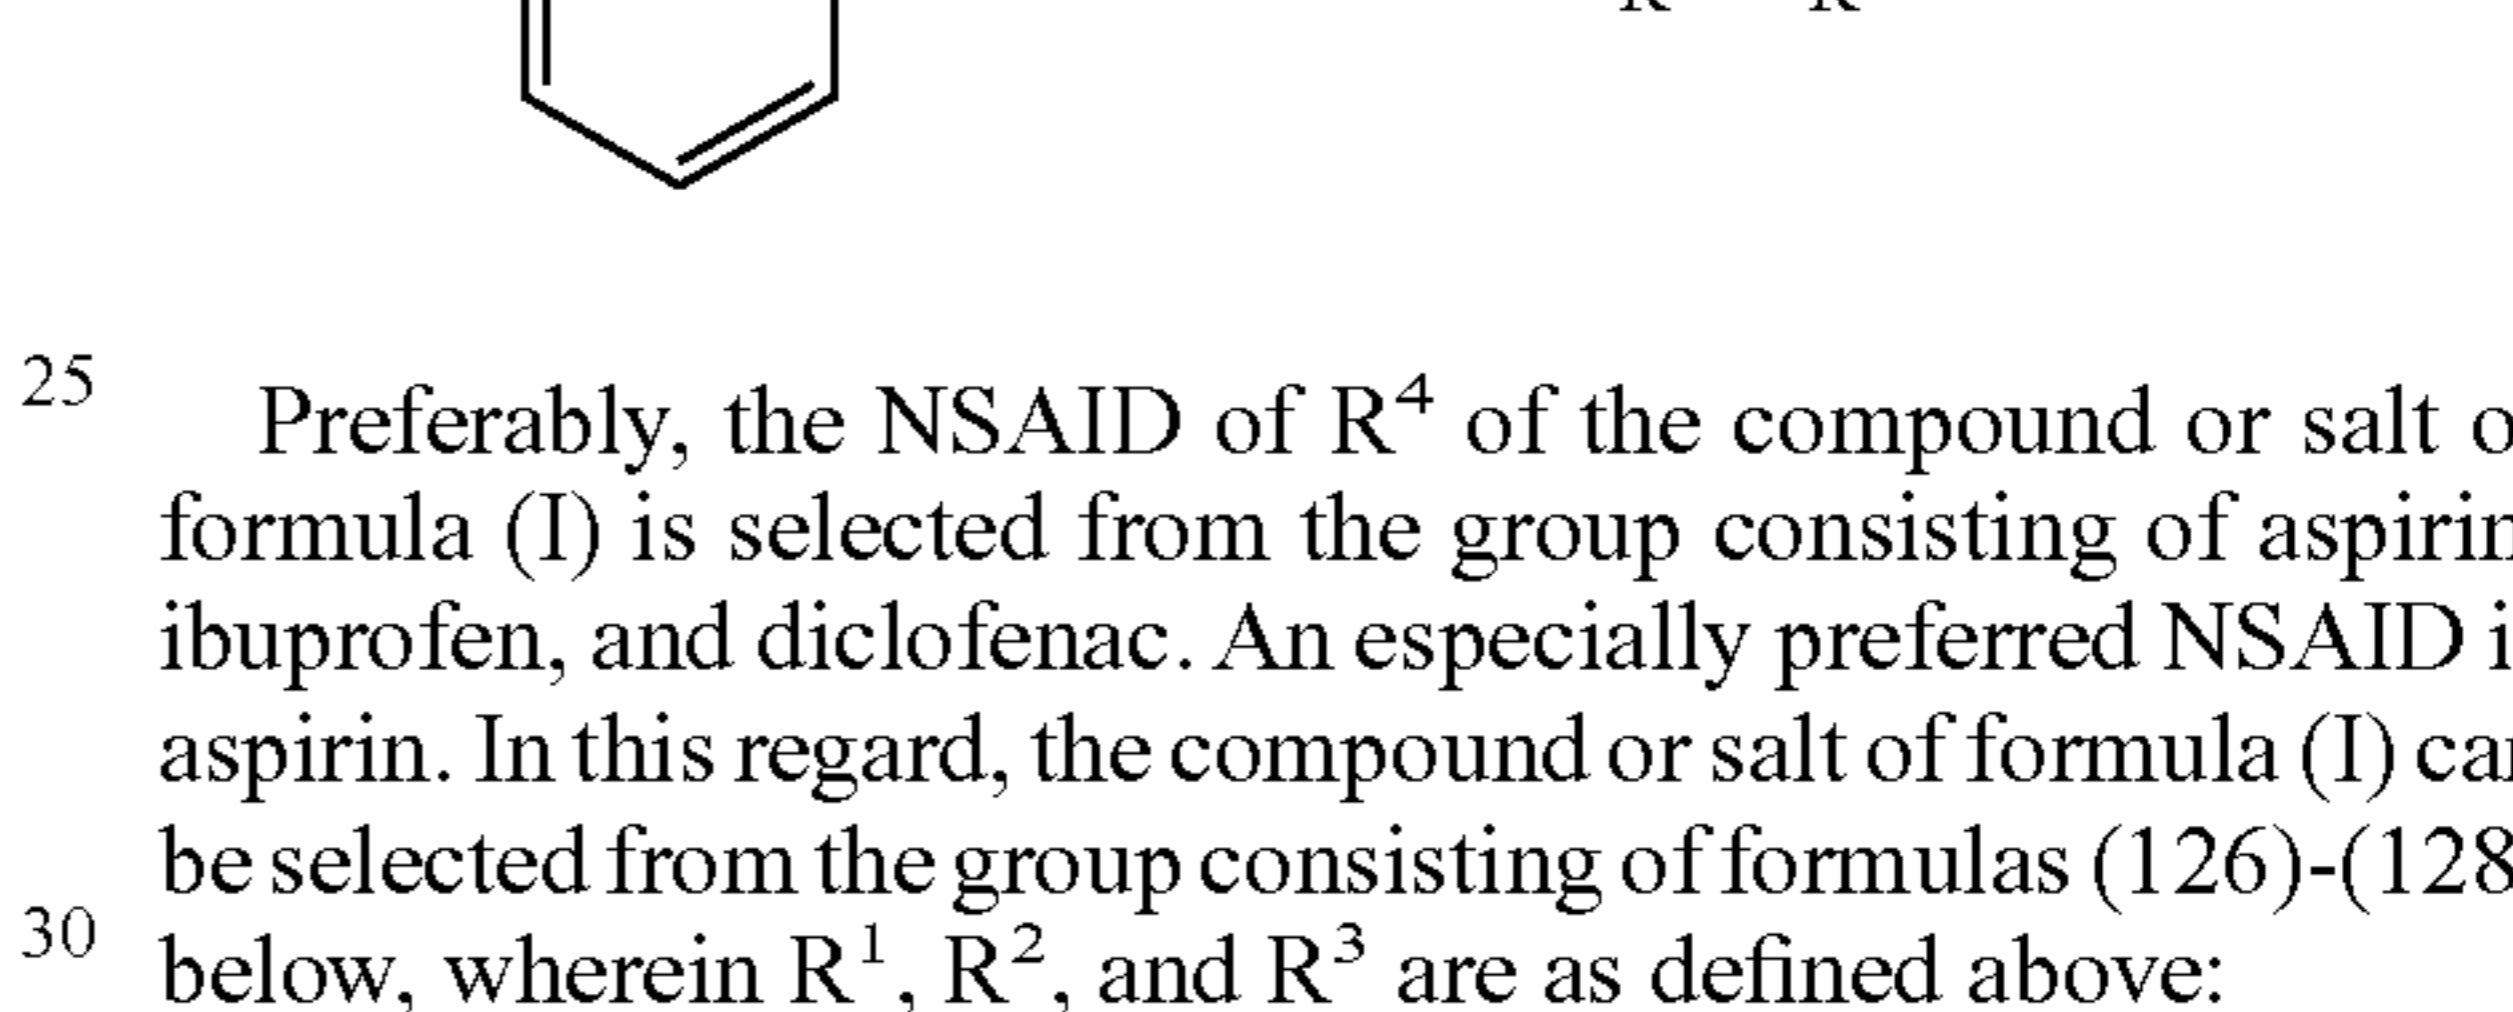 25
Preferably, the NSAID of R⁴ of the compound or salt o
formula (I) is selected from the group consisting of aspirin
ibuprofen, and diclofenac. An especially preferred NSAID i
aspirin. In this regard, the compound or salt of formula (I) can
be selected from the group consisting of formulas (126)-(128
30
below, wherein R¹, R², and R³ are as defined above: